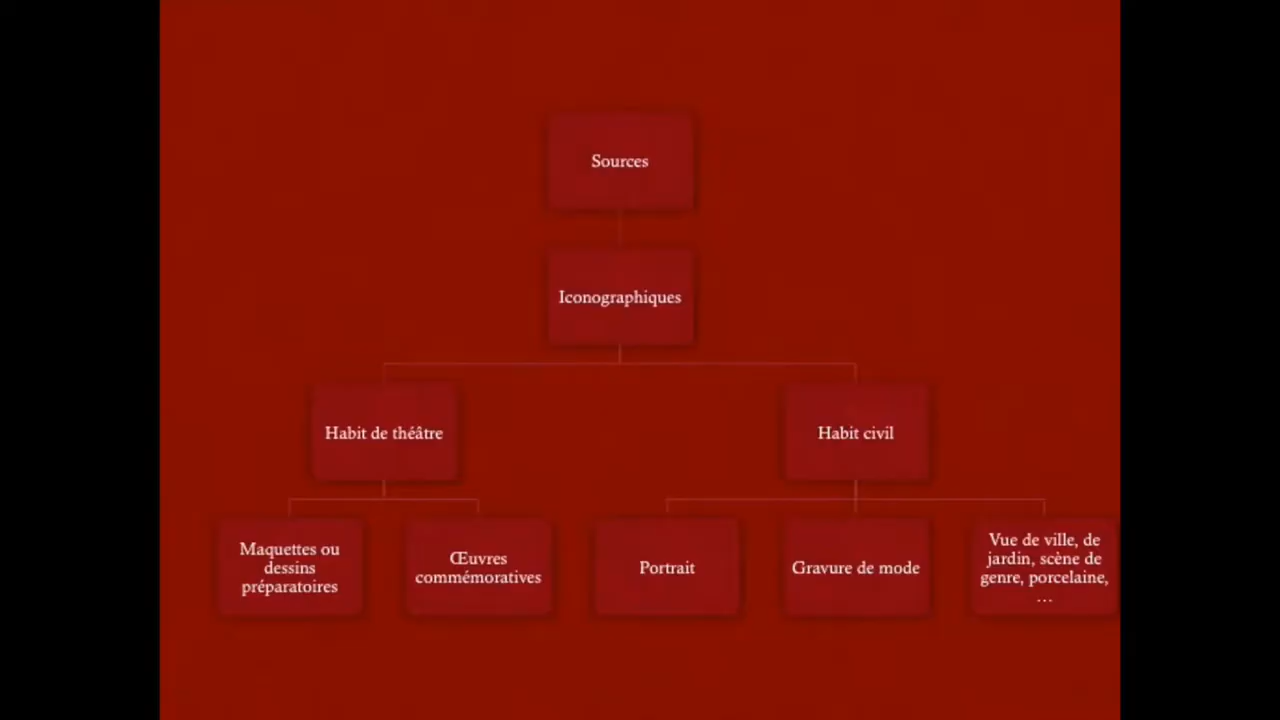 Sources
Iconographiques
Habit de théâtre
Habit civil
Maquettes ou
dessins
préparatoires
Œuvres
commémoratives
Portrait
Gravure de mode
Vue de ville, de
jardin, scène de
genre, porcelaine,
…